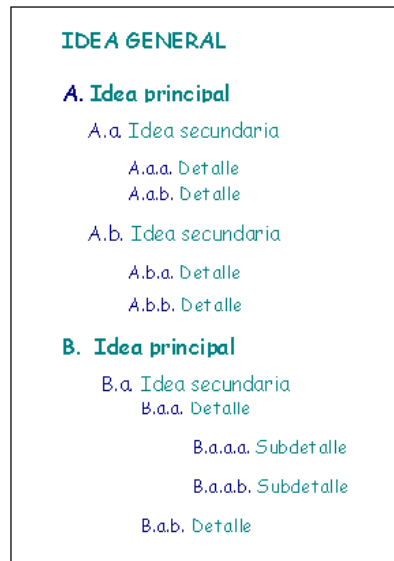 IDEA GENERAL
A. Idea principal
A.a Idea secundaria
A.a.a. Detalle
A.a.b. Detalle
A.b. Idea secundaria
A.b.a. Detalle
A.b.b. Detalle
B. Idea principal
B.a Idea secundaria
B.a.a. Detalle
B.a.a.a. Subdetalle
B.a.a.b. Subdetalle
B.a.b. Detalle